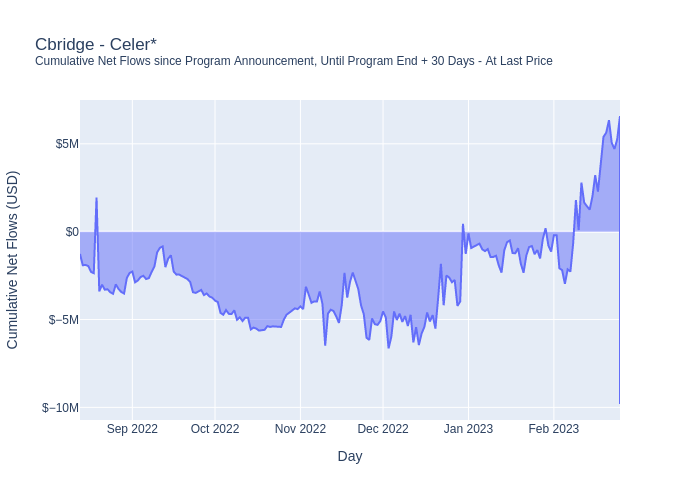 Cbridge - Celer*
Cumulative Net Flows since Program Announcement, Until Program End + 30 Days - At Last Price
Cumulative Net Flows (USD)
$5M
$0
$−5M
$−10M
Sep 2022
Oct 2022
Nov 2022
Dec 2022
Jan 2023
Feb 2023
Day